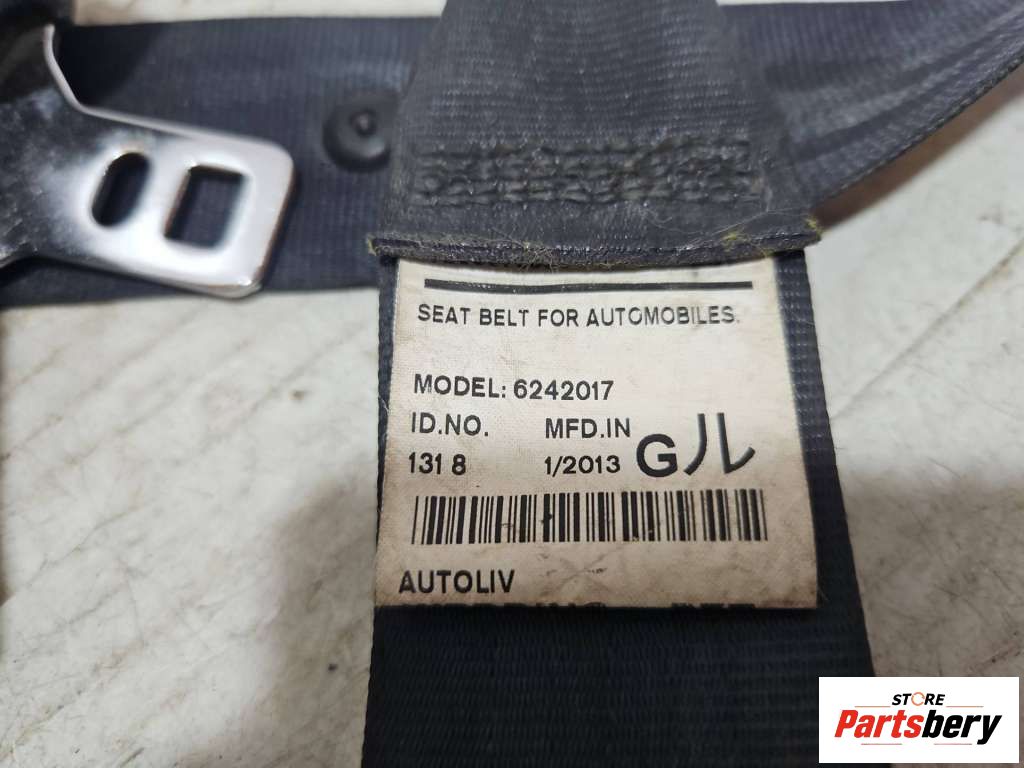 SEAT BELT FOR AUTOMOBILES.
MODEL: 6242017
ID.NO. MFD.IN
131 8 1/2013 Gル
AUTOLIV
STORE
Partsbery